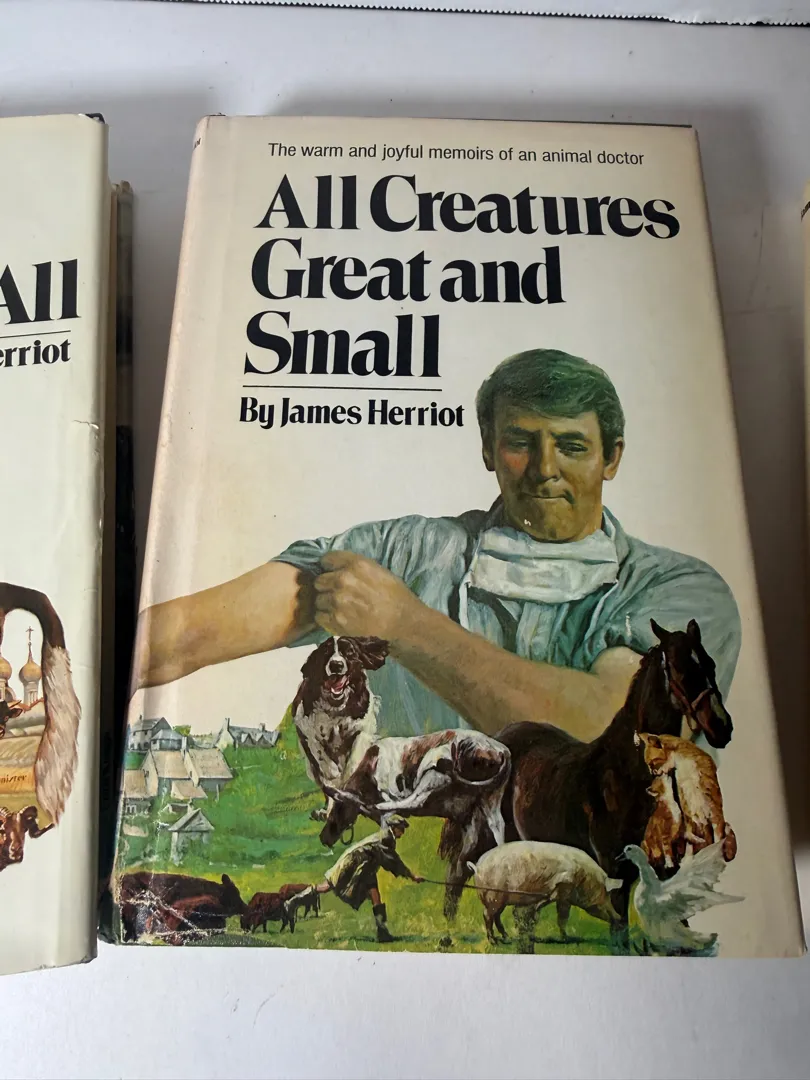 All
erriot
nister
The warm and joyful memoirs of an animal doctor
All Creatures
Great and
Small
By James Herriot